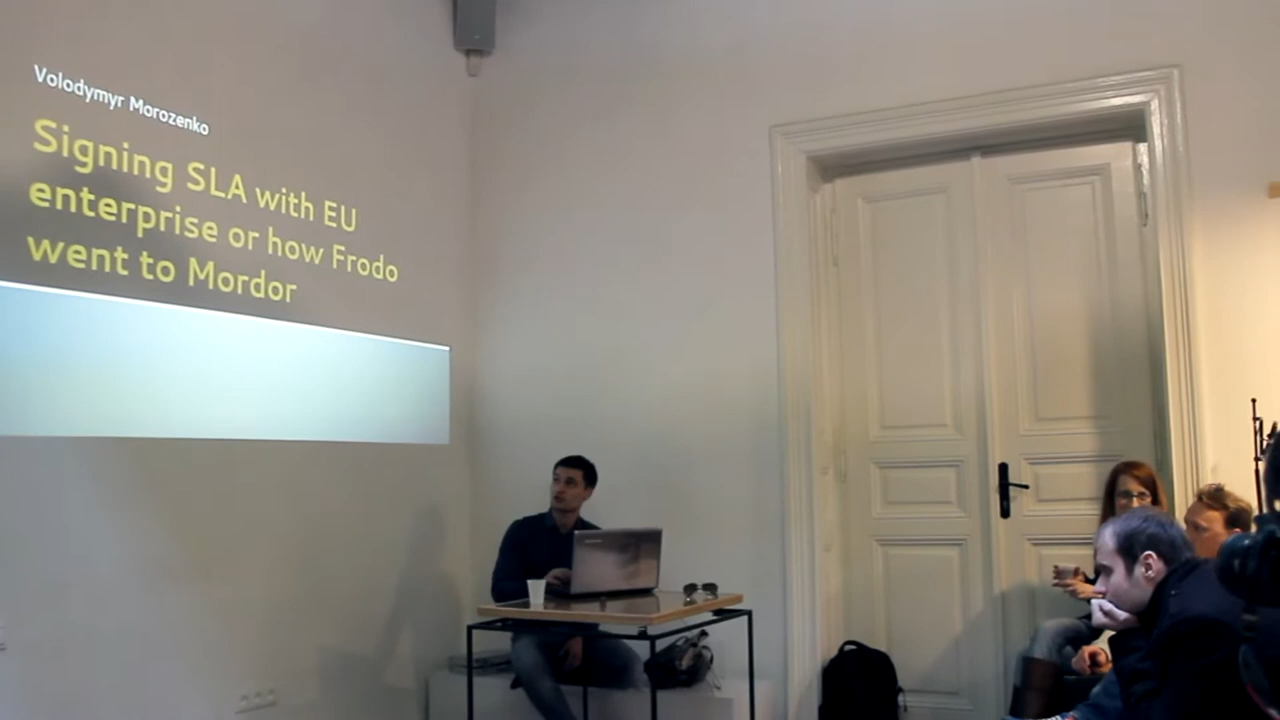 Volodymyr Morozenko
Signing SLA with EU
enterprise or how Frodo
went to Mordor